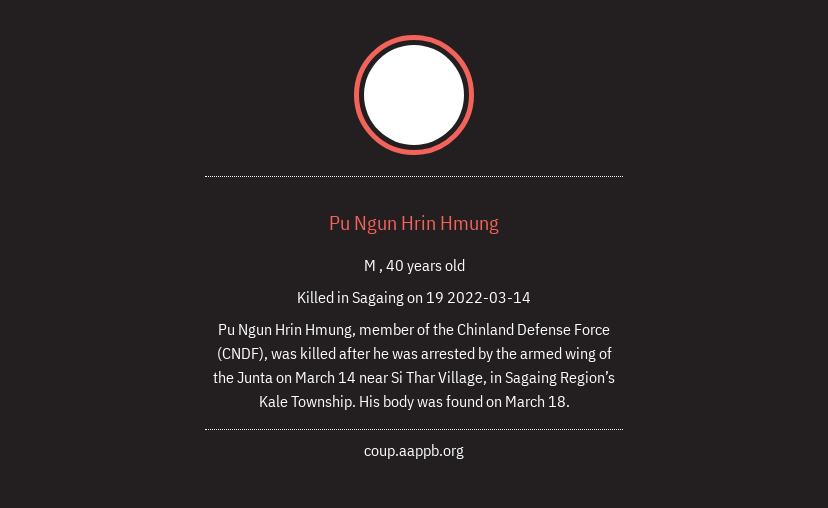 Pu Ngun Hrin Hmung
M , 40 years old
Killed in Sagaing on 19 2022-03-14
Pu Ngun Hrin Hmung, member of the Chinland Defense Force
(CNDF), was killed after he was arrested by the armed wing of
the Junta on March 14 near Si Thar Village, in Sagaing Region’s
Kale Township. His body was found on March 18.
coup.aappb.org